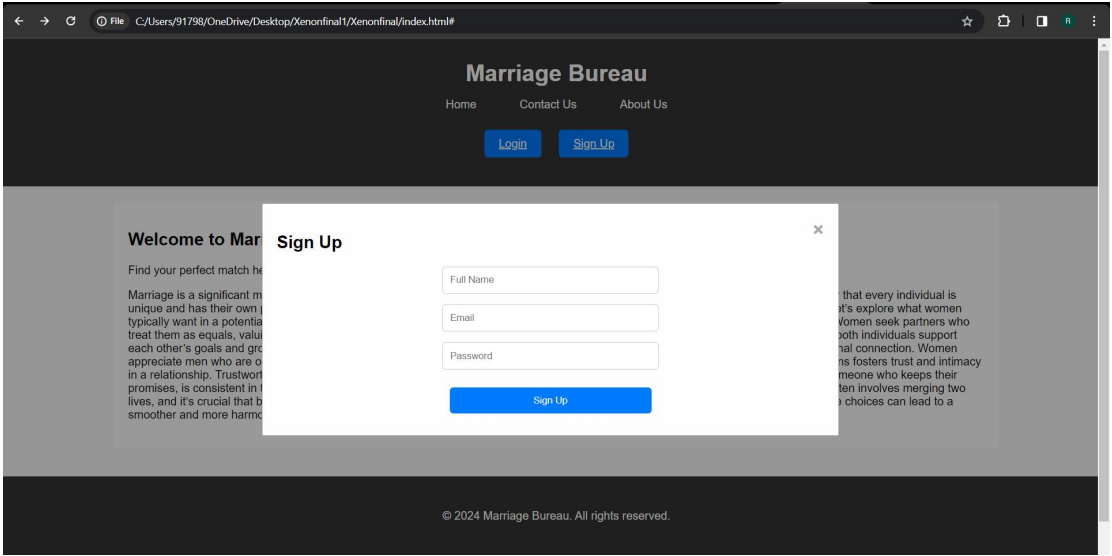 File C:/Users/91798/OneDrive/Desktop/Xenonfinal1/Xenonfinal/index.html#
R
Marriage Bureau
Home Contact Us About Us
Login Sign Up
Welcome to Mar
Sign Up
×
Find your perfect match he
Full Name
Marriage is a significant m that every individual is
unique and has their own et's explore what women
typically want in a potentia Women seek partners who
Email
treat them as equals, valui both individuals support
each other's goals and gro nal connection. Women
appreciate men who are o ns fosters trust and intimacy
Password
in a relationship. Trustwort meone who keeps their
promises, is consistent in t ten involves merging two
lives, and it's crucial that b choices can lead to a
Sign Up
smoother and more harmo
© 2024 Marriage Bureau. All rights reserved.